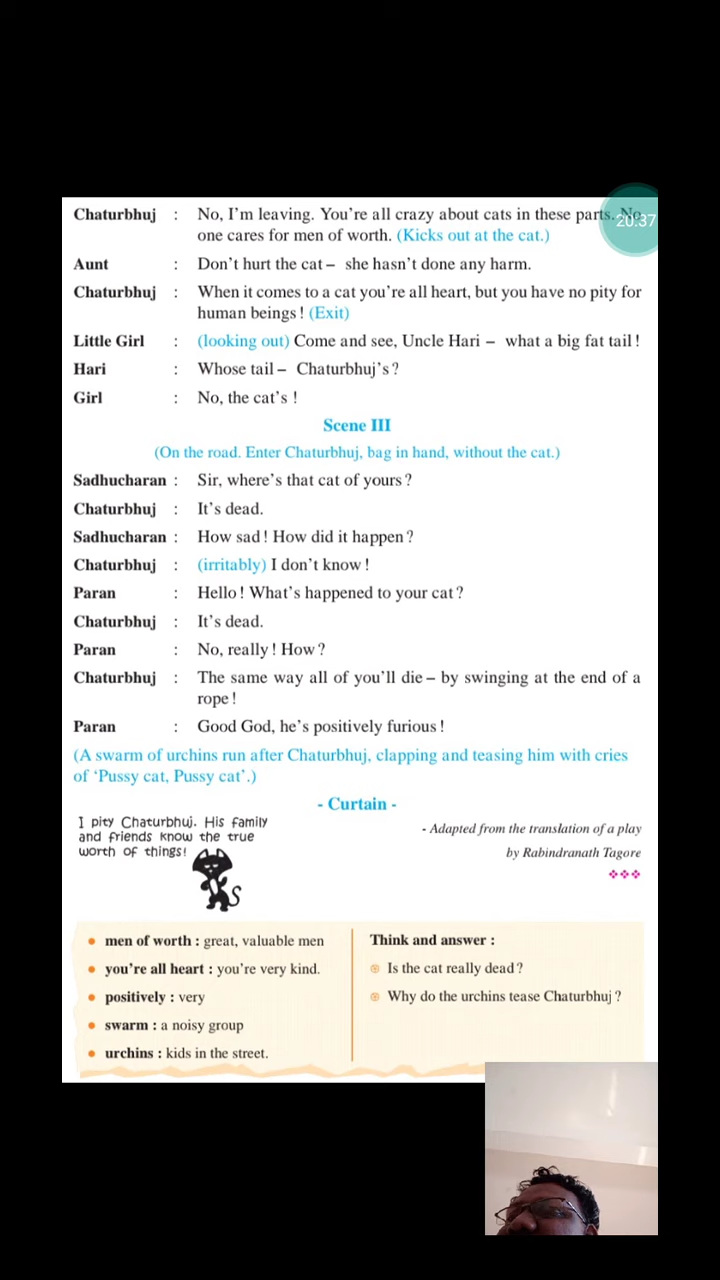 Chaturbhuj : No, I’m leaving. You’re all crazy about cats in these parts. No
20:37
one cares for men of worth. (Kicks out at the cat.)
Aunt : Don’t hurt the cat – she hasn’t done any harm.
Chaturbhuj : When it comes to a cat you’re all heart, but you have no pity for
human beings ! (Exit)
Little Girl : (looking out) Come and see, Uncle Hari – what a big fat tail !
Hari : Whose tail – Chaturbhuj’s ?
Girl : No, the cat’s !
Scene III
(On the road. Enter Chaturbhuj, bag in hand, without the cat.)
Sadhucharan : Sir, where’s that cat of yours ?
Chaturbhuj : It’s dead.
Sadhucharan : How sad ! How did it happen ?
Chaturbhuj : (irritably) I don’t know !
Paran : Hello ! What’s happened to your cat ?
Chaturbhuj : It’s dead.
Paran : No, really ! How ?
Chaturbhuj : The same way all of you’ll die – by swinging at the end of a
rope !
Paran : Good God, he’s positively furious !
(A swarm of urchins run after Chaturbhuj, clapping and teasing him with cries
of ‘Pussy cat, Pussy cat’.)
- Curtain -
I pity Chaturbhuj. His family
and friends know the true
worth of things!
- Adapted from the translation of a play
by Rabindranath Tagore
men of worth : great, valuable men
you’re all heart : you’re very kind.
positively : very
swarm : a noisy group
urchins : kids in the street.
Think and answer :
Is the cat really dead ?
Why do the urchins tease Chaturbhuj ?